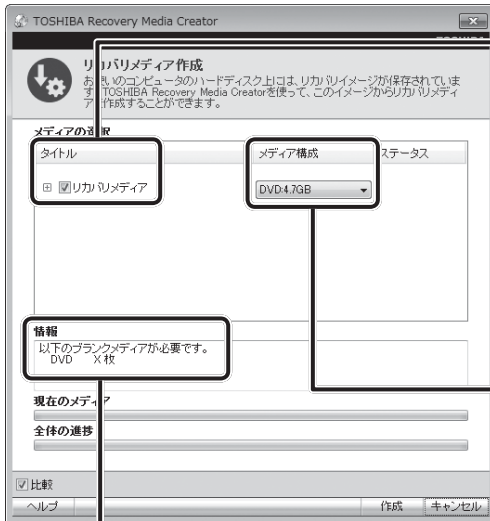 TOSHIBA Recovery Media Creator
リカバリメディア作成
お使いのコンピュータのハードディスク上には、リカバリイメージが保存されていま
す。TOSHIBA Recovery Media Creatorを使って、このイメージからリカバリメディ
アを作成することができます。
メディアの選択
タイトル メディア構成 ステータス
リカバリメディア DVD:4.7GB
情報
以下のブランクメディアが必要です。
DVD X枚
現在のメディア
全体の進捗
比較
ヘルプ 作成 キャンセル